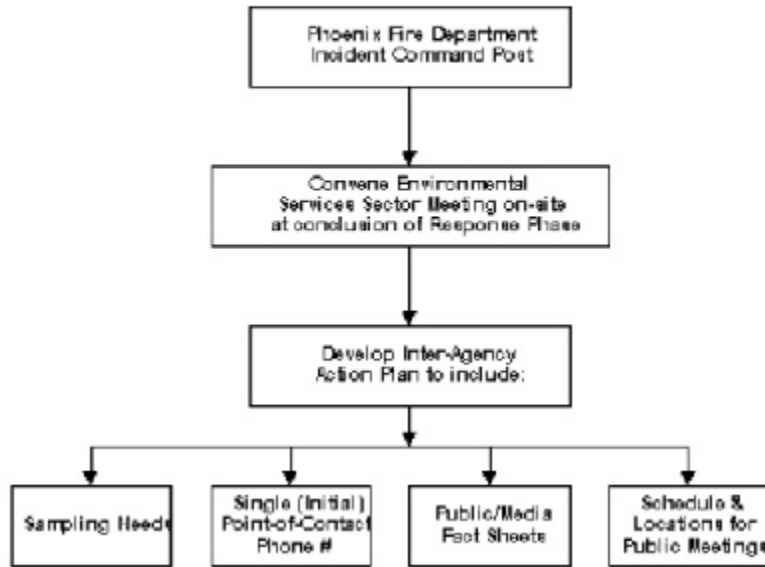 Phoenix Fire Department
Incident Command Post
Convene Environmental
Services Sector Meeting on-site
at conclusion of Response Phase
Develop Inter-Agency
Action Plan to include:
Sampling Needs
Single (Initial)
Point-of-Contact
Phone #
Public/Media
Fact Sheets
Schedule &
Locations for
Public Meetings